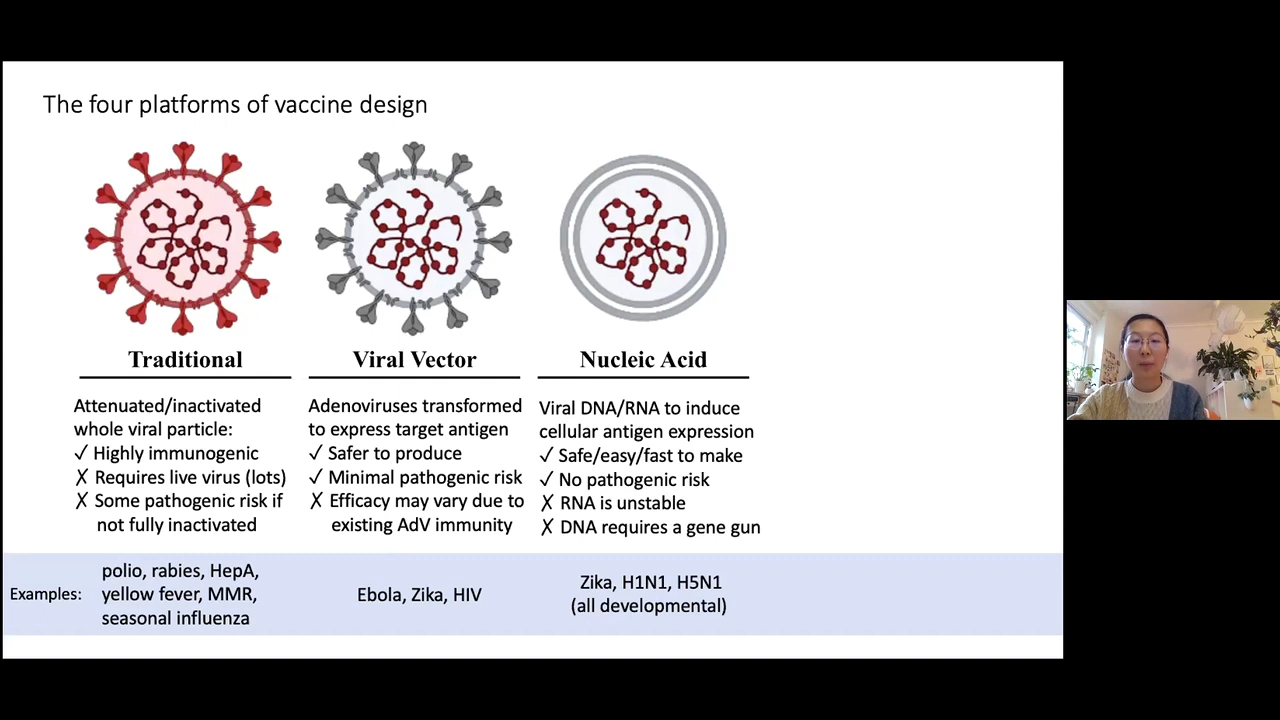 The four platforms of vaccine design
Traditional
Attenuated/inactivated
whole viral particle:
✓ Highly immunogenic
✗ Requires live virus (lots)
✗ Some pathogenic risk if
not fully inactivated
Viral Vector
Adenoviruses transformed
to express target antigen
✓ Safer to produce
✓ Minimal pathogenic risk
✗ Efficacy may vary due to
existing AdV immunity
Nucleic Acid
Viral DNA/RNA to induce
cellular antigen expression
✓ Safe/easy/fast to make
✓ No pathogenic risk
✗ RNA is unstable
✗ DNA requires a gene gun
Examples:
polio, rabies, HepA,
yellow fever, MMR,
seasonal influenza
Ebola, Zika, HIV
Zika, H1N1, H5N1
(all developmental)